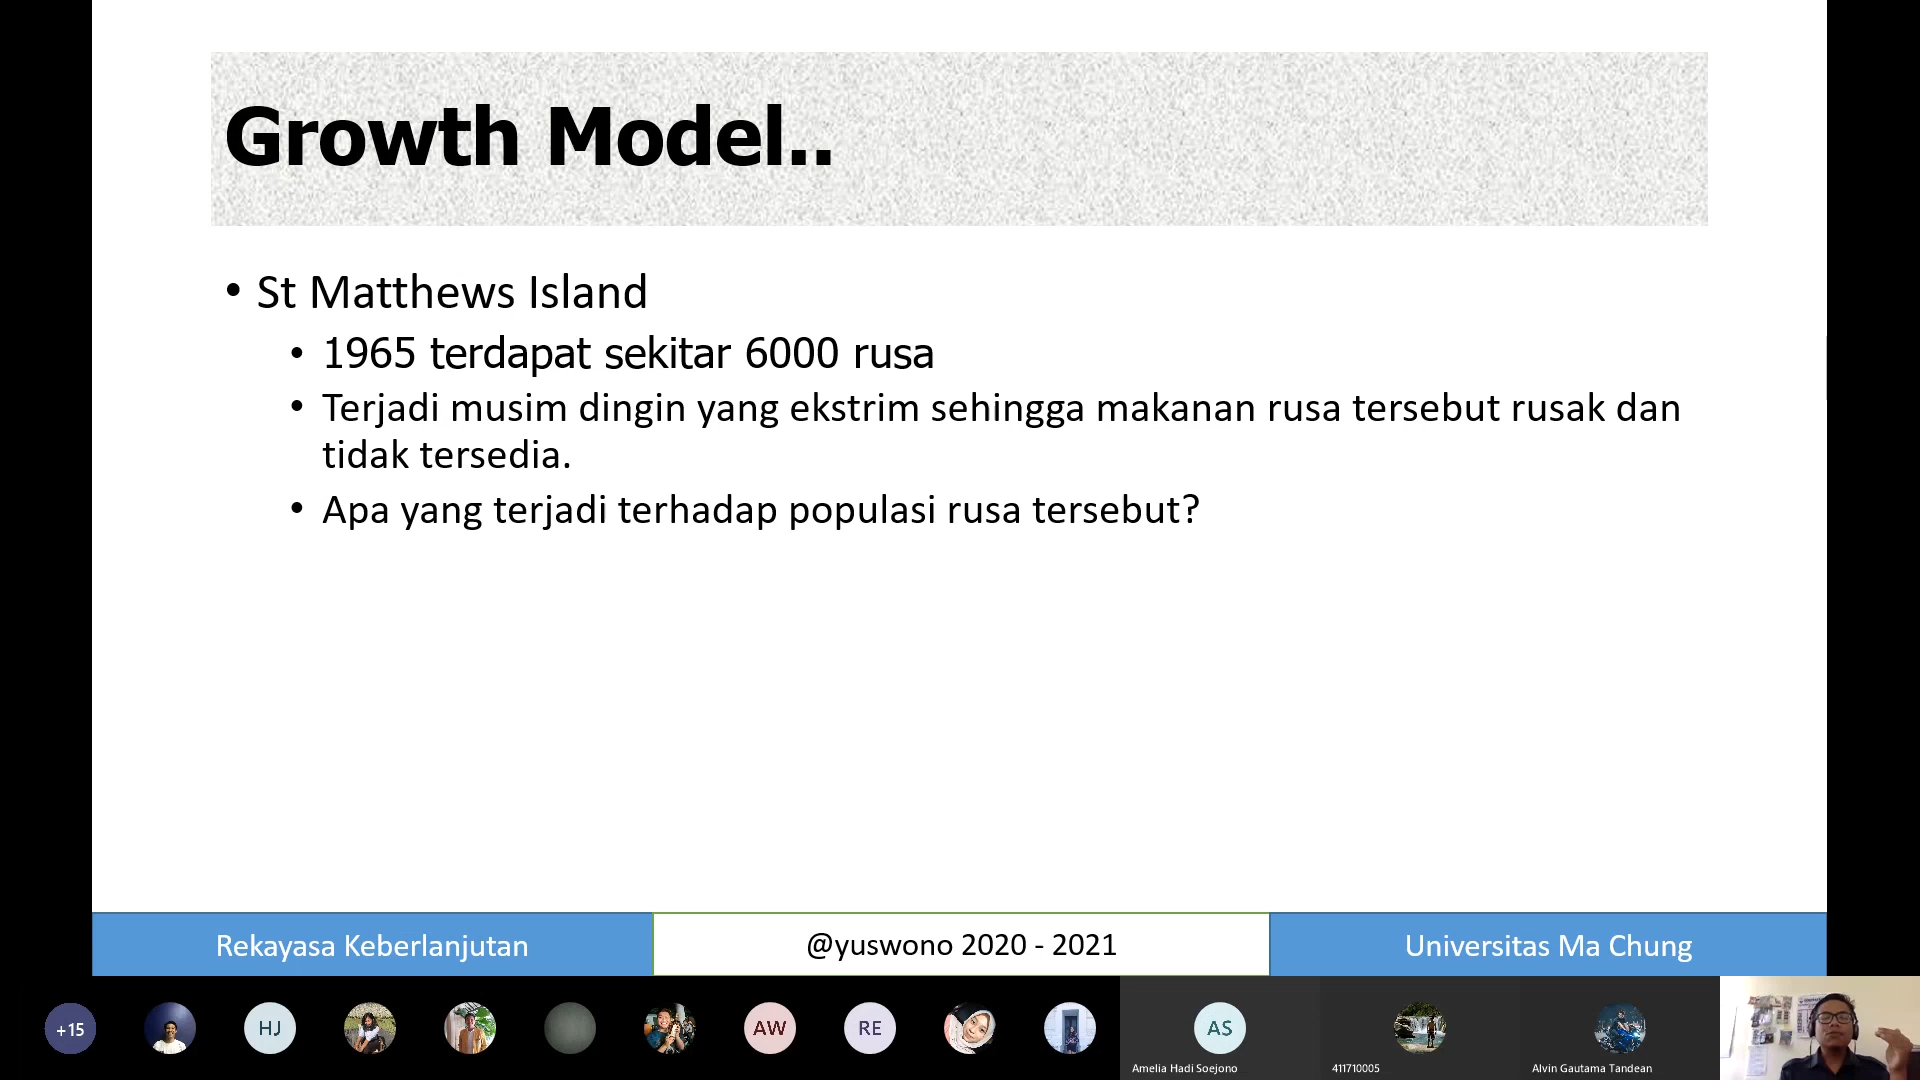 Growth Model..
• St Matthews Island
• 1965 terdapat sekitar 6000 rusa
• Terjadi musim dingin yang ekstrim sehingga makanan rusa tersebut rusak dan
tidak tersedia.
• Apa yang terjadi terhadap populasi rusa tersebut?
Rekayasa Keberlanjutan
@yuswono 2020 - 2021
Universitas Ma Chung
+15
HJ
AW
RE
AS
Amelia Hadi Soejono
411710005
Alvin Gautama Tandean